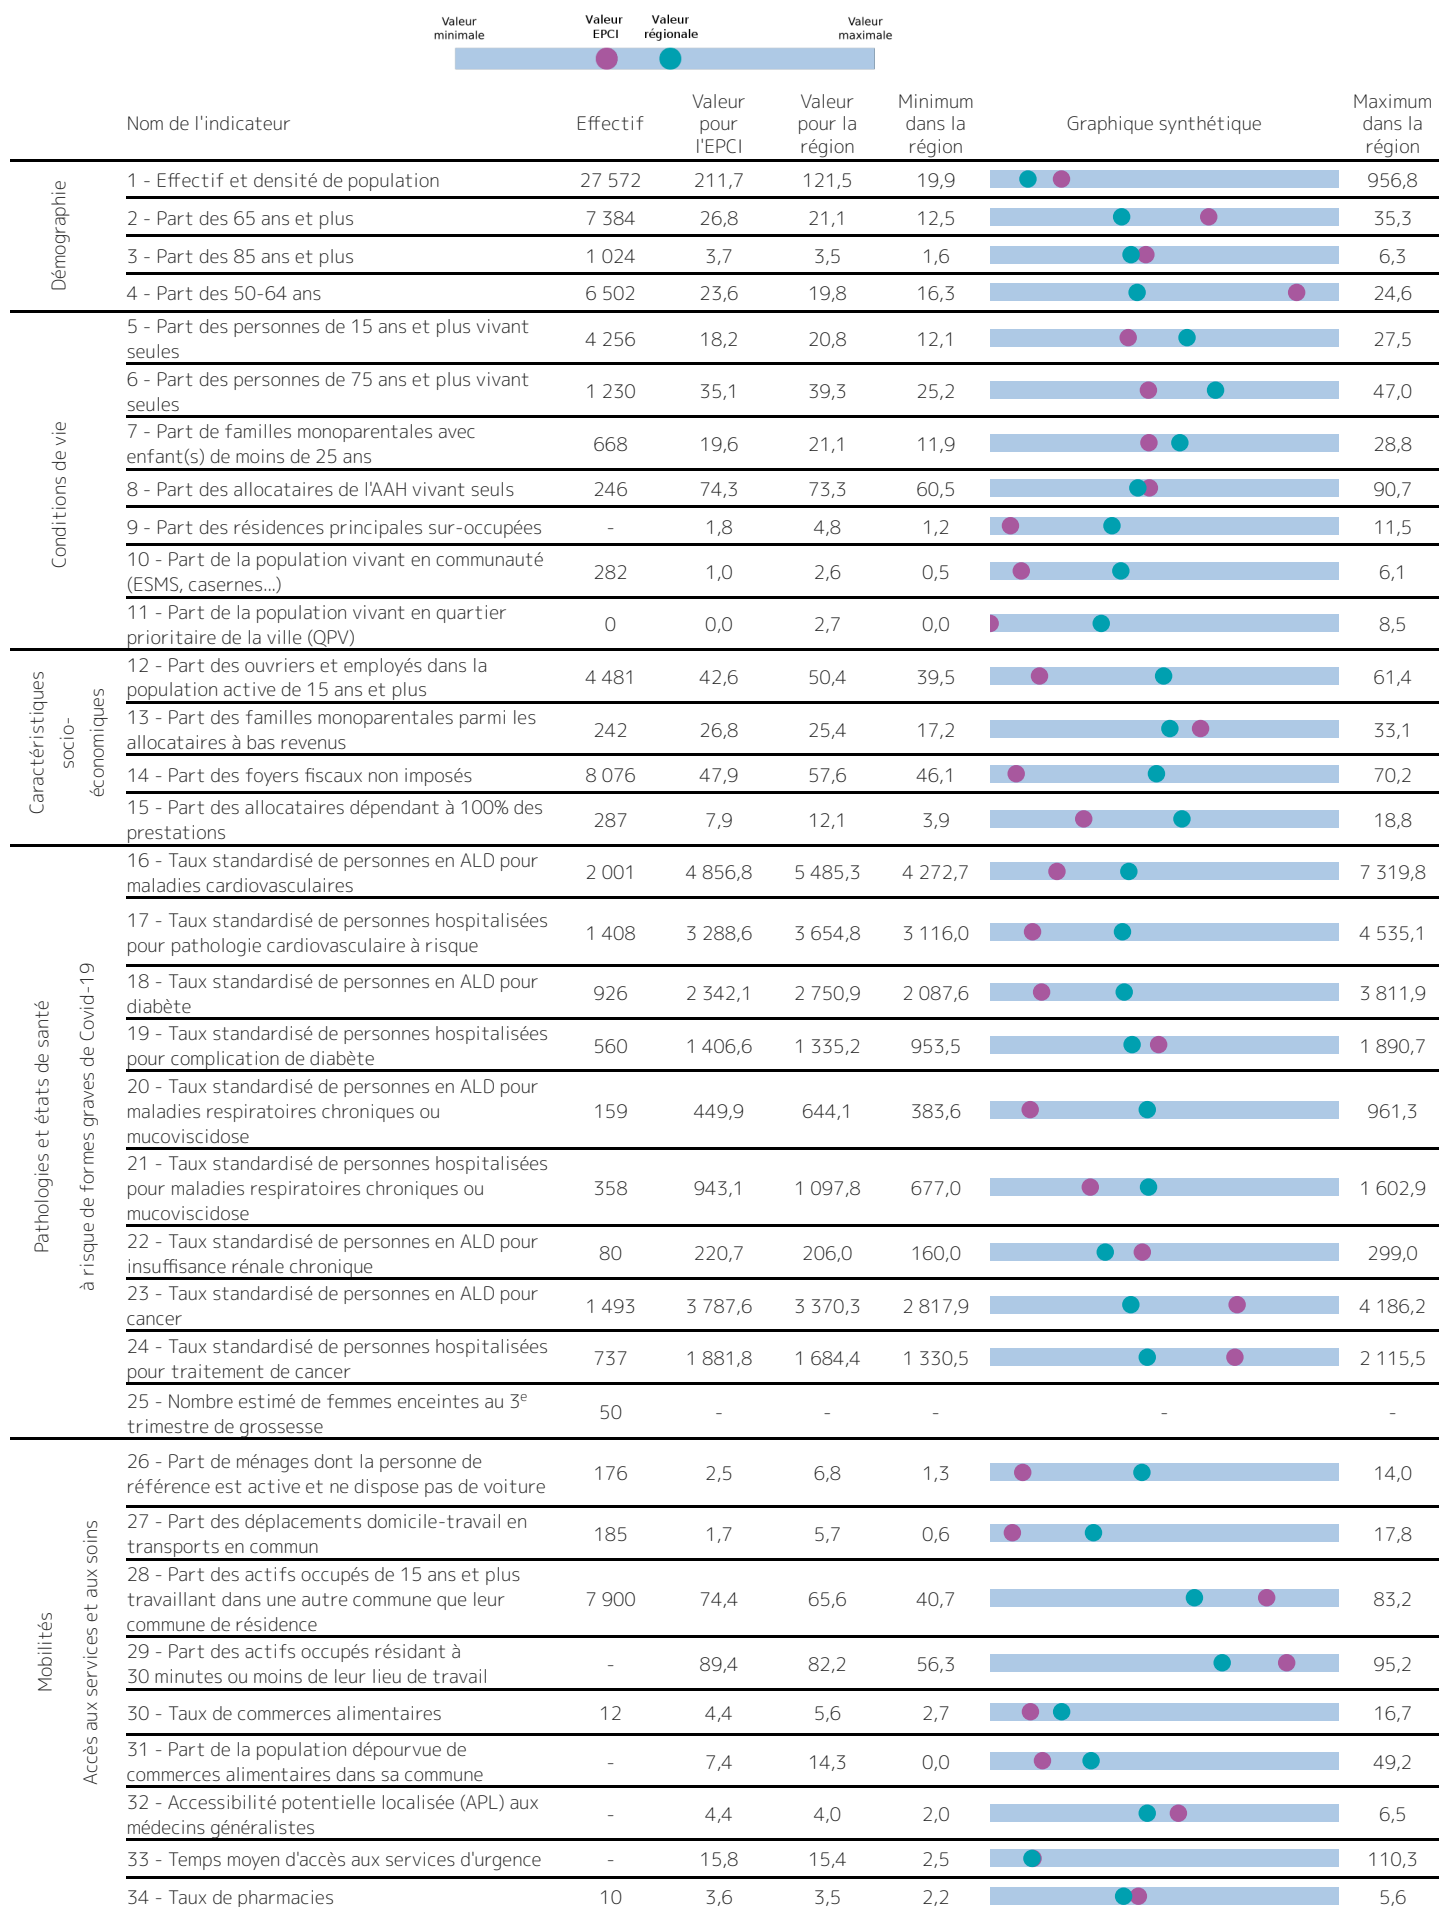 Valeur minimale
Valeur EPCI
Valeur régionale
Valeur maximale
Nom de l'indicateur Effectif Valeur pour l'EPCI Valeur pour la région Minimum dans la région Graphique synthétique Maximum dans la région
Démographie
1 - Effectif et densité de population 27 572 211,7 121,5 19,9 956,8
2 - Part des 65 ans et plus 7 384 26,8 21,1 12,5 35,3
3 - Part des 85 ans et plus 1 024 3,7 3,5 1,6 6,3
4 - Part des 50-64 ans 6 502 23,6 19,8 16,3 24,6
Conditions de vie
5 - Part des personnes de 15 ans et plus vivant
seules 4 256 18,2 20,8 12,1 27,5
6 - Part des personnes de 75 ans et plus vivant
seules 1 230 35,1 39,3 25,2 47,0
7 - Part de familles monoparentales avec
enfant(s) de moins de 25 ans 668 19,6 21,1 11,9 28,8
8 - Part des allocataires de l'AAH vivant seuls 246 74,3 73,3 60,5 90,7
9 - Part des résidences principales sur-occupées - 1,8 4,8 1,2 11,5
10 - Part de la population vivant en communauté
(ESMS, casernes...) 282 1,0 2,6 0,5 6,1
11 - Part de la population vivant en quartier
prioritaire de la ville (QPV) 0 0,0 2,7 0,0 8,5
Caractéristiques
socio-
économiques
12 - Part des ouvriers et employés dans la
population active de 15 ans et plus 4 481 42,6 50,4 39,5 61,4
13 - Part des familles monoparentales parmi les
allocataires à bas revenus 242 26,8 25,4 17,2 33,1
14 - Part des foyers fiscaux non imposés 8 076 47,9 57,6 46,1 70,2
15 - Part des allocataires dépendant à 100% des
prestations 287 7,9 12,1 3,9 18,8
Pathologies et états de santé
à risque de formes graves de Covid-19
16 - Taux standardisé de personnes en ALD pour
maladies cardiovasculaires 2 001 4 856,8 5 485,3 4 272,7 7 319,8
17 - Taux standardisé de personnes hospitalisées
pour pathologie cardiovasculaire à risque 1 408 3 288,6 3 654,8 3 116,0 4 535,1
18 - Taux standardisé de personnes en ALD pour
diabète 926 2 342,1 2 750,9 2 087,6 3 811,9
19 - Taux standardisé de personnes hospitalisées
pour complication de diabète 560 1 406,6 1 335,2 953,5 1 890,7
20 - Taux standardisé de personnes en ALD pour
maladies respiratoires chroniques ou
mucoviscidose 159 449,9 644,1 383,6 961,3
21 - Taux standardisé de personnes hospitalisées
pour maladies respiratoires chroniques ou
mucoviscidose 358 943,1 1 097,8 677,0 1 602,9
22 - Taux standardisé de personnes en ALD pour
insuffisance rénale chronique 80 220,7 206,0 160,0 299,0
23 - Taux standardisé de personnes en ALD pour
cancer 1 493 3 787,6 3 370,3 2 817,9 4 186,2
24 - Taux standardisé de personnes hospitalisées
pour traitement de cancer 737 1 881,8 1 684,4 1 330,5 2 115,5
25 - Nombre estimé de femmes enceintes au 3e
trimestre de grossesse 50 - - - - -
Mobilités
Accès aux services et aux soins
26 - Part de ménages dont la personne de
référence est active et ne dispose pas de voiture 176 2,5 6,8 1,3 14,0
27 - Part des déplacements domicile-travail en
transports en commun 185 1,7 5,7 0,6 17,8
28 - Part des actifs occupés de 15 ans et plus
travaillant dans une autre commune que leur
commune de résidence 7 900 74,4 65,6 40,7 83,2
29 - Part des actifs occupés résidant à
30 minutes ou moins de leur lieu de travail - 89,4 82,2 56,3 95,2
30 - Taux de commerces alimentaires 12 4,4 5,6 2,7 16,7
31 - Part de la population dépourvue de
commerces alimentaires dans sa commune - 7,4 14,3 0,0 49,2
32 - Accessibilité potentielle localisée (APL) aux
médecins généralistes - 4,4 4,0 2,0 6,5
33 - Temps moyen d'accès aux services d'urgence - 15,8 15,4 2,5 110,3
34 - Taux de pharmacies 10 3,6 3,5 2,2 5,6